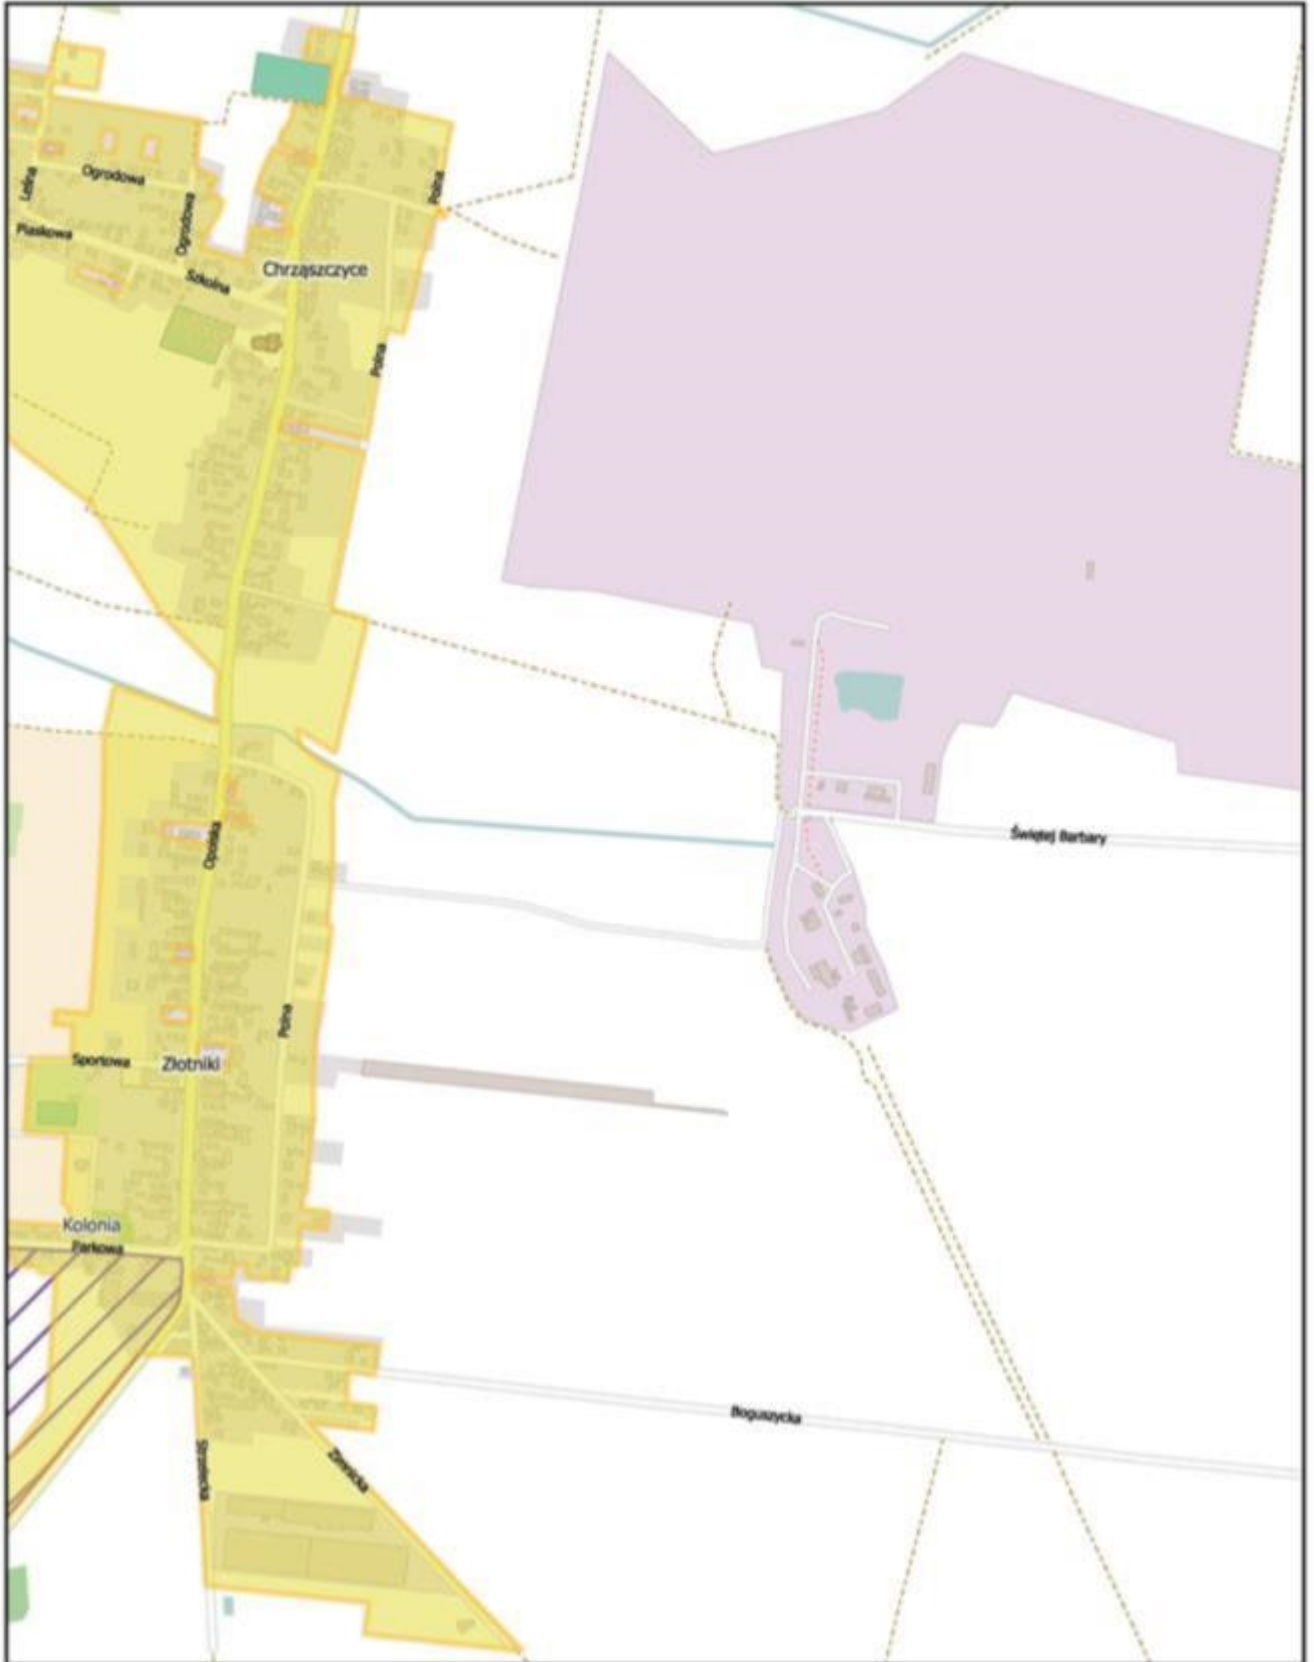 Ogrodowa
Leśna
Polna
Ogrodowa
Piaskowa
Chrząszczyce
Szkolna
Polna
Świętej Barbary
Opolska
Polna
Sportowa
Złotniki
Kolonia
Parkowa
Boguszycka
Strzelecka
Zimnicka